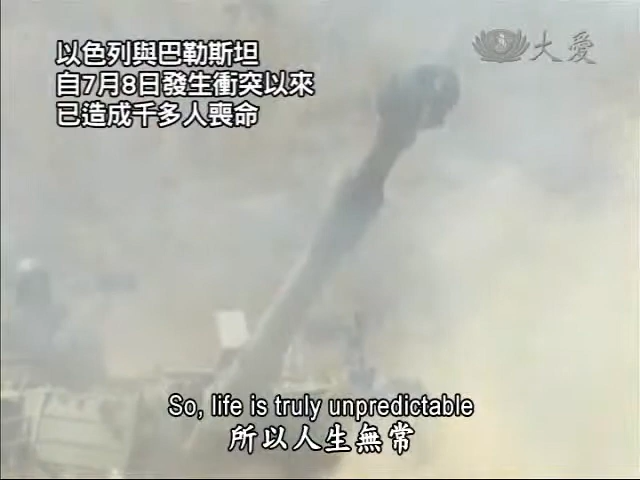 以色列與巴勒斯坦
大愛
自7月8日發生衝突以來
已造成千多人喪命
So, life is truly unpredictable
所以人生無常